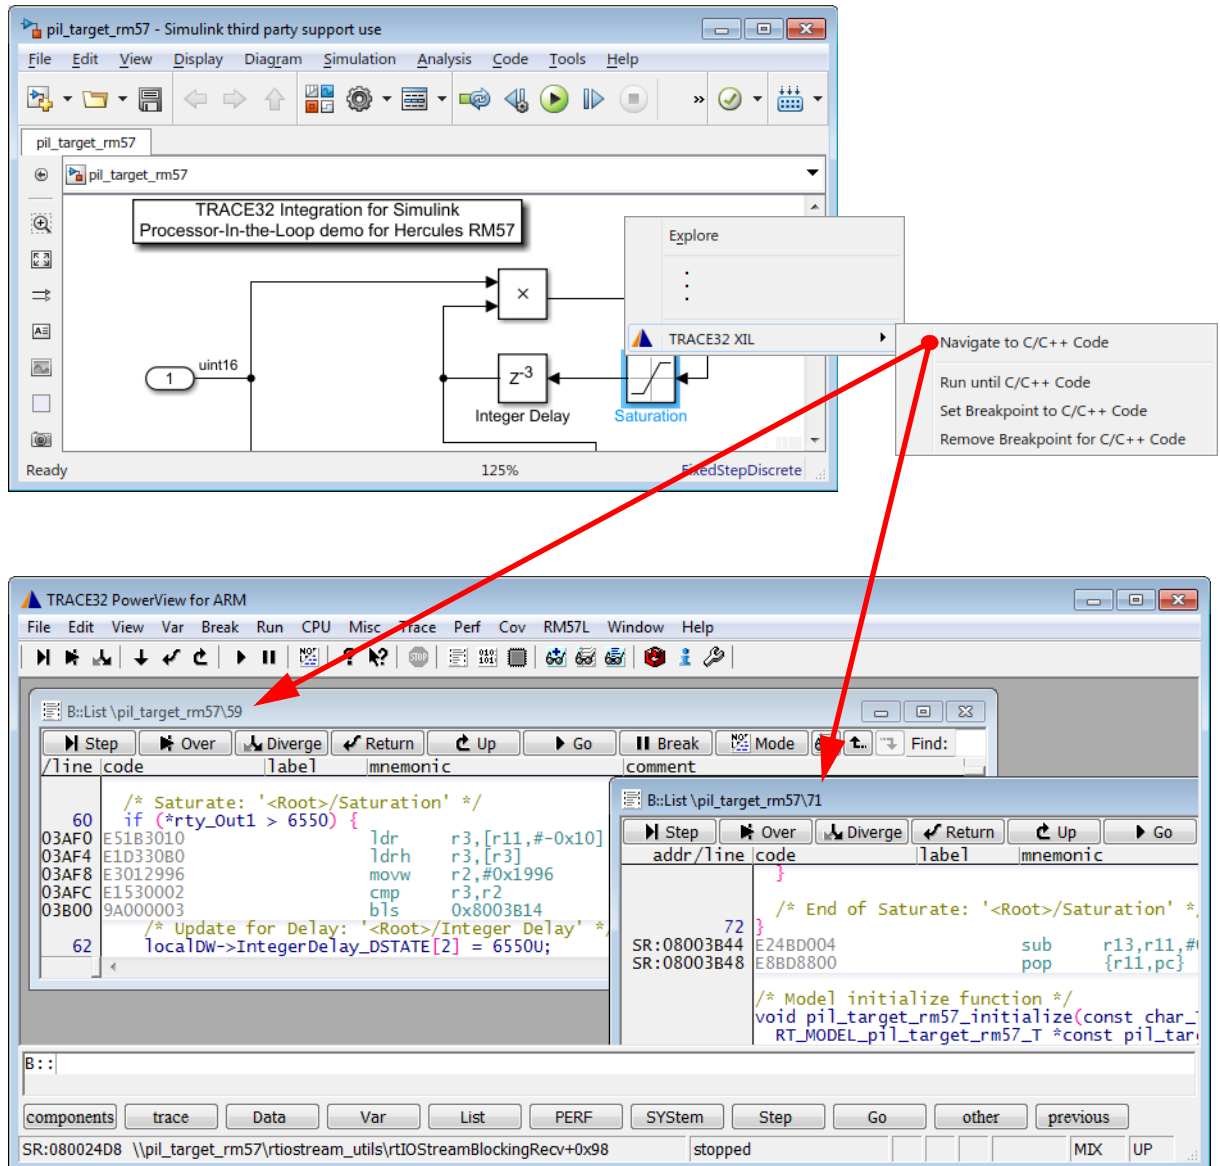 pil_target_rm57 - Simulink third party support use
File Edit View Display Diagram Simulation Analysis Code Tools Help
»
pil_target_rm57
pil_target_rm57
TRACE32 Integration for Simulink
Processor-In-the-Loop demo for Hercules RM57
×
uint16
1
Z-3
Integer Delay
Saturation
Ready 125% FixedStepDiscrete
Explore
TRACE32 XIL
Navigate to C/C++ Code
Run until C/C++ Code
Set Breakpoint to C/C++ Code
Remove Breakpoint for C/C++ Code
TRACE32 PowerView for ARM
File Edit View Var Break Run CPU Misc Trace Perf Cov RM57L Window Help
B::List \pil_target_rm57\59
Step Over Diverge Return Up Go Break Mode t.. Find:
/line code label mnemonic comment
/* Saturate: '<Root>/Saturation' */
60 if (*rty_Out1 > 6550) {
03AF0 E51B3010 ldr r3,[r11,#-0x10]
03AF4 E1D330B0 ldrh r3,[r3]
03AF8 E3012996 movw r2,#0x1996
03AFC E1530002 cmp r3,r2
03B00 9A000003 bls 0x8003B14
/* Update for Delay: '<Root>/Integer Delay' */
62 localDW->IntegerDelay_DSTATE[2] = 6550U;
B::List \pil_target_rm57\71
Step Over Diverge Return Up Go
addr/line code label mnemonic
}
/* End of Saturate: '<Root>/Saturation' *
72 }
SR:08003B44 E24BD004 sub r13,r11,#
SR:08003B48 E8BD8800 pop {r11,pc}
/* Model initialize function */
void pil_target_rm57_initialize(const char_
RT_MODEL_pil_target_rm57_T *const pil_tar
B::
components trace Data Var List PERF SYStem Step Go other previous
SR:080024D8 \\pil_target_rm57\rtiostream_utils\rtIOStreamBlockingRecv+0x98 stopped MIX UP